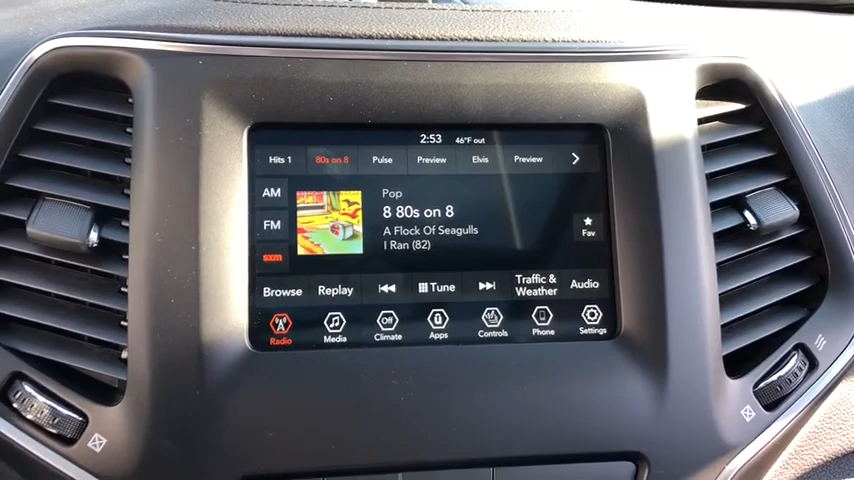 2:53 46°F out
Hits 1 80s on 8 Pulse Preview Elvis Preview
AM
FM
sxm
Pop
8 80s on 8
A Flock Of Seagulls
I Ran (82)
Fav
Browse Replay Tune Traffic & Weather Audio
Radio Media Off Climate Apps Controls Phone Settings